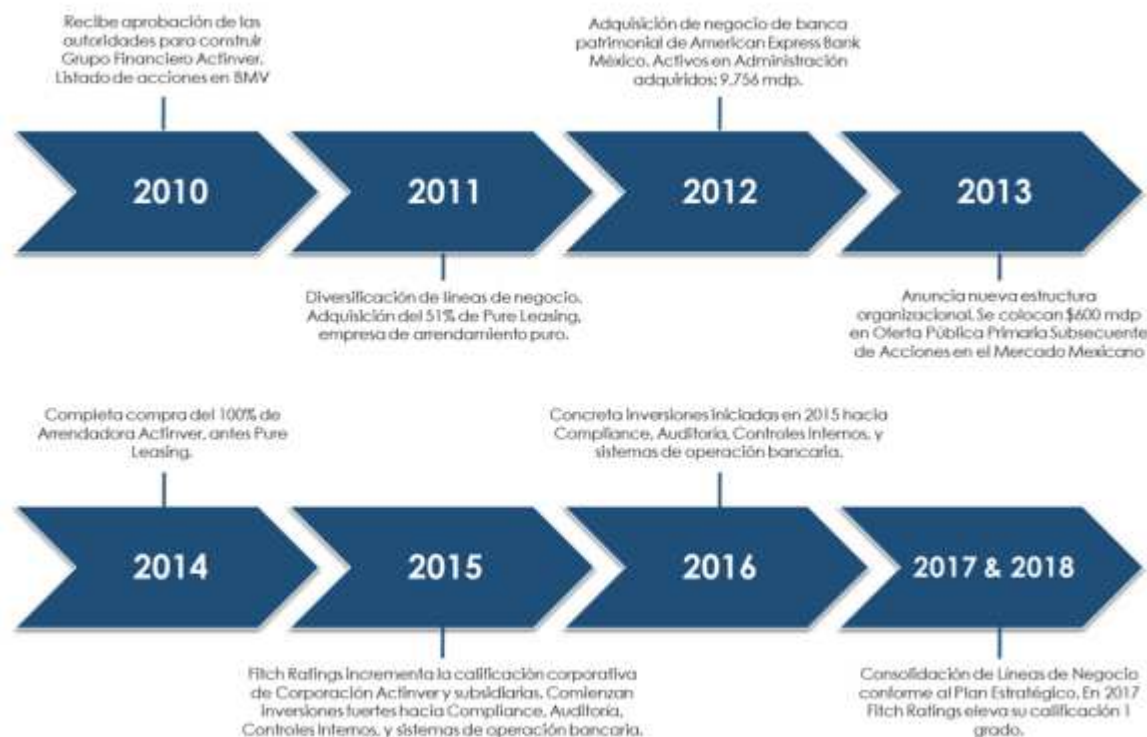 Recibe aprobación de las
autoridades para construir
Grupo Financiero Actinver.
Listado de acciones en BMV
Adquisición de negocio de banca
patrimonial de American Express Bank
México. Activos en Administración
adquiridos: 9,756 mdp.
2010
2011
2012
2013
Diversificación de líneas de negocio.
Adquisición del 51% de Pure Leasing,
empresa de arrendamiento puro.
Anuncia nueva estructura
organizacional. Se colocan $600 mdp
en Oferta Pública Primaria Subsecuente
de Acciones en el Mercado Mexicano
Completa compra del 100% de
Arrendadora Actinver, antes Pure
Leasing.
Concreta inversiones iniciadas en 2015 hacia
Compliance, Auditoría, Controles Internos, y
sistemas de operación bancaria.
2014
2015
2016
2017 & 2018
Fitch Ratings incrementa la calificación corporativa
de Corporación Actinver y subsidiarias. Comienzan
inversiones fuertes hacia Compliance, Auditoría,
Controles Internos, y sistemas de operación bancaria.
Consolidación de Líneas de Negocio
conforme al Plan Estratégico. En 2017
Fitch Ratings eleva su calificación 1
grado.